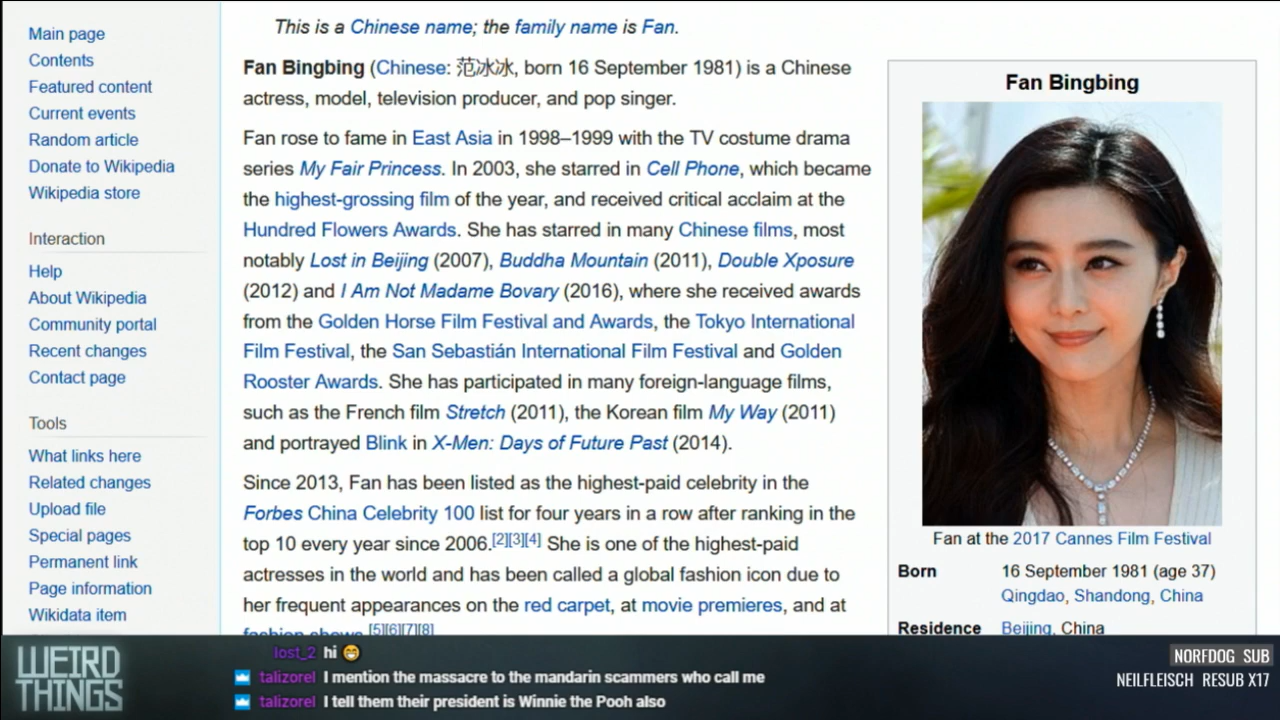 Main page
Contents
Featured content
Current events
Random article
Donate to Wikipedia
Wikipedia store
Interaction
Help
About Wikipedia
Community portal
Recent changes
Contact page
Tools
What links here
Related changes
Upload file
Special pages
Permanent link
Page information
Wikidata item
This is a Chinese name; the family name is Fan.
Fan Bingbing (Chinese: 范冰冰, born 16 September 1981) is a Chinese
actress, model, television producer, and pop singer.
Fan rose to fame in East Asia in 1998–1999 with the TV costume drama
series My Fair Princess. In 2003, she starred in Cell Phone, which became
the highest-grossing film of the year, and received critical acclaim at the
Hundred Flowers Awards. She has starred in many Chinese films, most
notably Lost in Beijing (2007), Buddha Mountain (2011), Double Xposure
(2012) and I Am Not Madame Bovary (2016), where she received awards
from the Golden Horse Film Festival and Awards, the Tokyo International
Film Festival, the San Sebastián International Film Festival and Golden
Rooster Awards. She has participated in many foreign-language films,
such as the French film Stretch (2011), the Korean film My Way (2011)
and portrayed Blink in X-Men: Days of Future Past (2014).
Since 2013, Fan has been listed as the highest-paid celebrity in the
Forbes China Celebrity 100 list for four years in a row after ranking in the
top 10 every year since 2006.[2][3][4] She is one of the highest-paid
actresses in the world and has been called a global fashion icon due to
her frequent appearances on the red carpet, at movie premieres, and at
fashion shows.[5][6][7][8]
Fan Bingbing
Fan at the 2017 Cannes Film Festival
Born 16 September 1981 (age 37)
Qingdao, Shandong, China
Residence Beijing, China
WEIRD
THINGS
lost_2 hi 😁
talizorel I mention the massacre to the mandarin scammers who call me
talizorel I tell them their president is Winnie the Pooh also
NORFDOG SUB
NEILFLEISCH RESUB X17